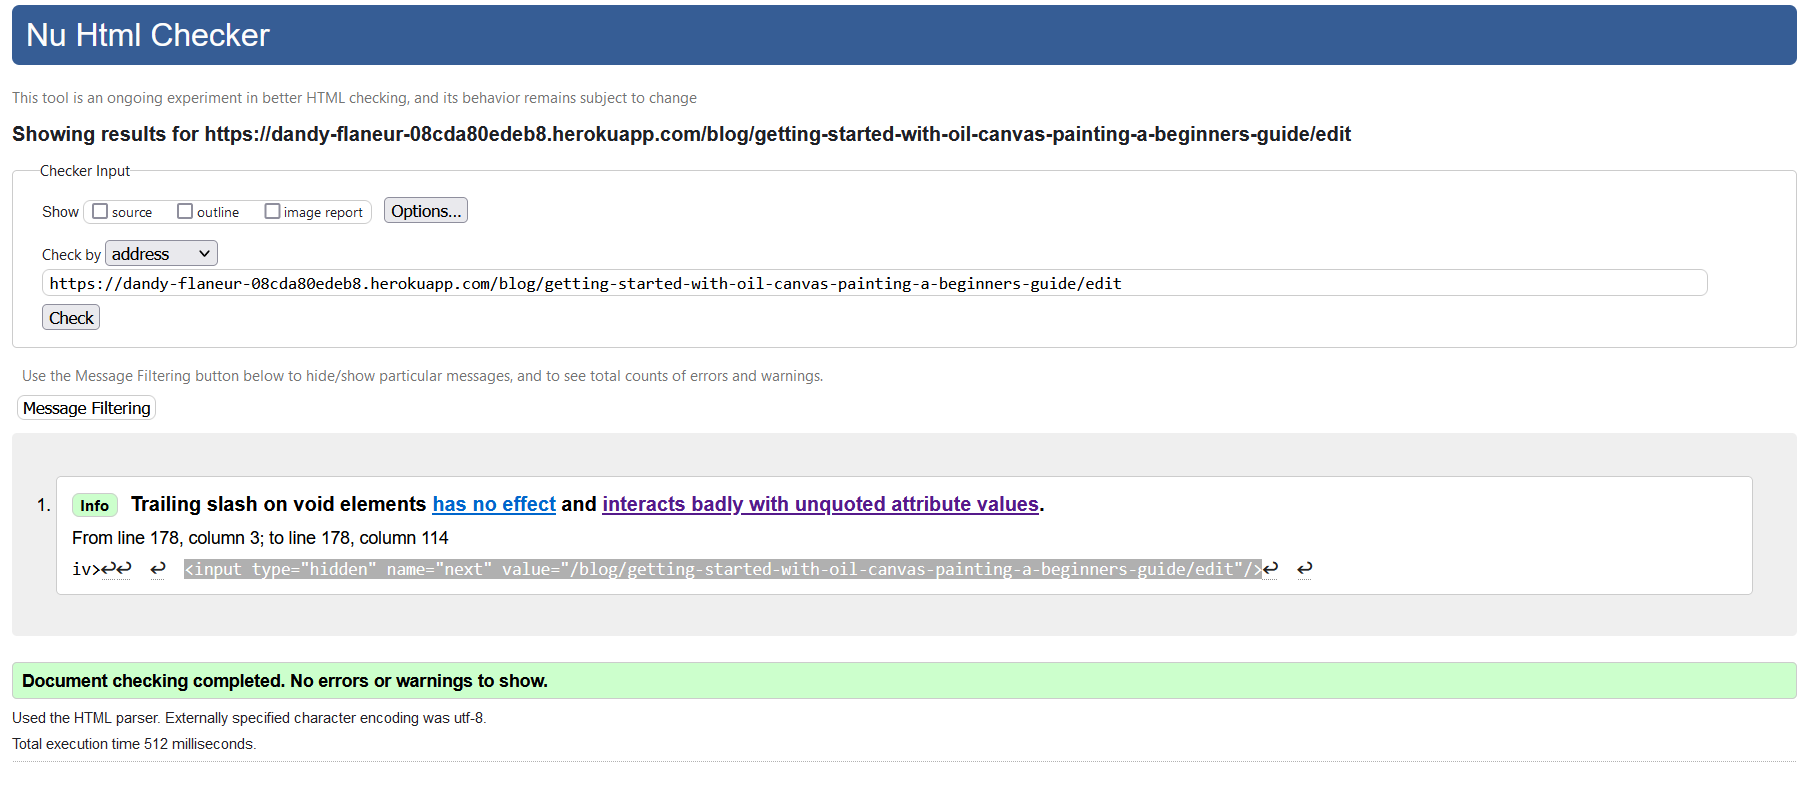 Nu Html Checker
This tool is an ongoing experiment in better HTML checking, and its behavior remains subject to change
Showing results for https://dandy-flaneur-08cda80edeb8.herokuapp.com/blog/getting-started-with-oil-canvas-painting-a-beginners-guide/edit
Checker Input
Show source outline image report Options...
Check by address
https://dandy-flaneur-08cda80edeb8.herokuapp.com/blog/getting-started-with-oil-canvas-painting-a-beginners-guide/edit
Check
Use the Message Filtering button below to hide/show particular messages, and to see total counts of errors and warnings.
Message Filtering
1. Info Trailing slash on void elements has no effect and interacts badly with unquoted attribute values.
From line 178, column 3; to line 178, column 114
iv>↩↩ ↩ <input type="hidden" name="next" value="/blog/getting-started-with-oil-canvas-painting-a-beginners-guide/edit"/>↩ ↩
Document checking completed. No errors or warnings to show.
Used the HTML parser. Externally specified character encoding was utf-8.
Total execution time 512 milliseconds.